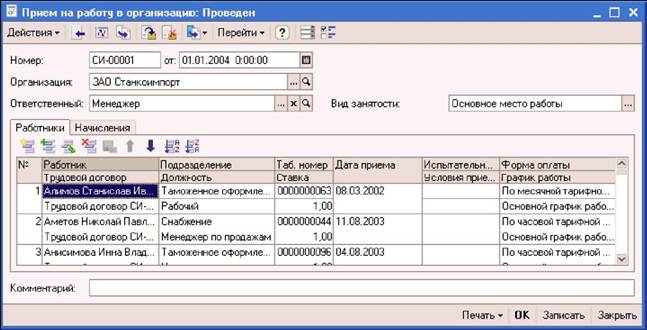 Прием на работу в организацию: Проведен
Действия Перейти ?
Номер: СИ-00001 от: 01.01.2004 0:00:00
Организация: ЗАО Станкоимпорт
Ответственный: Менеджер Вид занятости: Основное место работы
Работники Начисления
№ Работник Подразделение Таб. номер Дата приема Испытательн... Форма оплаты
Трудовой договор Должность Ставка Условия прие... График работы
1 Алимов Станислав Ив... Таможенное оформле... 0000000063 08.03.2002 По месячной тарифно...
Трудовой договор СИ-... Рабочий 1,00 Основной график рабо...
2 Аметов Николай Павл... Снабжение 0000000044 11.08.2003 По часовой тарифной ...
Трудовой договор СИ-... Менеджер по продажам 1,00 Основной график рабо...
3 Анисимова Инна Влад... Таможенное оформле... 0000000096 04.08.2003 По часовой тарифной ...
Комментарий:
Печать OK Записать Закрыть